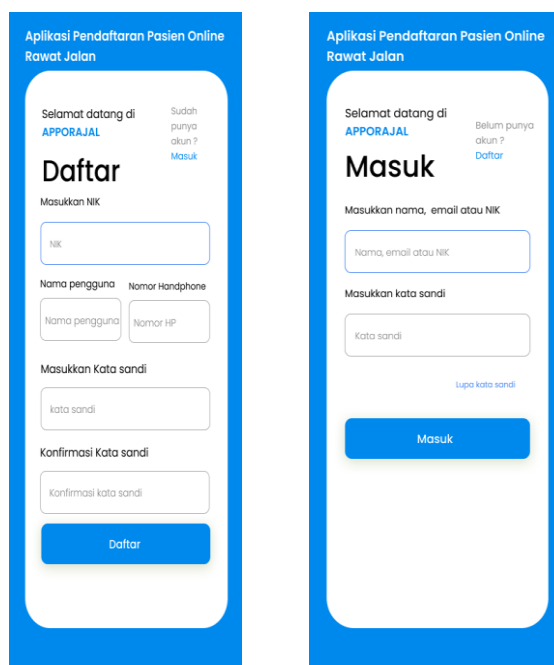 Aplikasi Pendaftaran Pasien Online
Rawat Jalan
Selamat datang di
APPORAJAL
Sudah
punya
akun ?
Masuk
Daftar
Masukkan NIK
NIK
Nama pengguna
Nomor Handphone
Nama pengguna
Nomor HP
Masukkan Kata sandi
kata sandi
Konfirmasi Kata sandi
Konfirmasi kata sandi
Daftar
Aplikasi Pendaftaran Pasien Online
Rawat Jalan
Selamat datang di
APPORAJAL
Belum punya
akun ?
Daftar
Masuk
Masukkan nama, email atau NIK
Nama, email atau NIK
Masukkan kata sandi
Kata sandi
Lupa kata sandi
Masuk